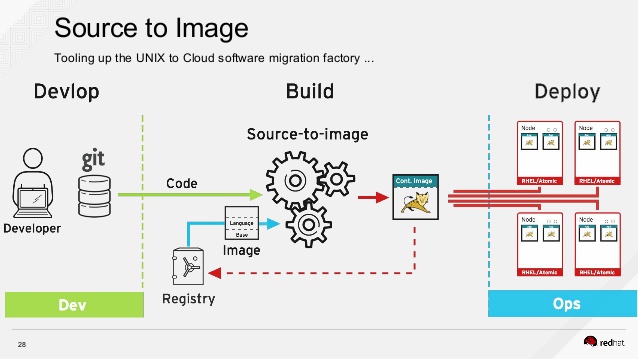 Source to Image
Tooling up the UNIX to Cloud software migration factory ...
Devlop
Build
Deploy
Source-to-image
git
Code
Developer
Language
Base
Image
Registry
Cont. Image
Node
Node
RHEL/Atomic
RHEL/Atomic
Node
Node
RHEL/Atomic
RHEL/Atomic
Dev
Ops
28
redhat